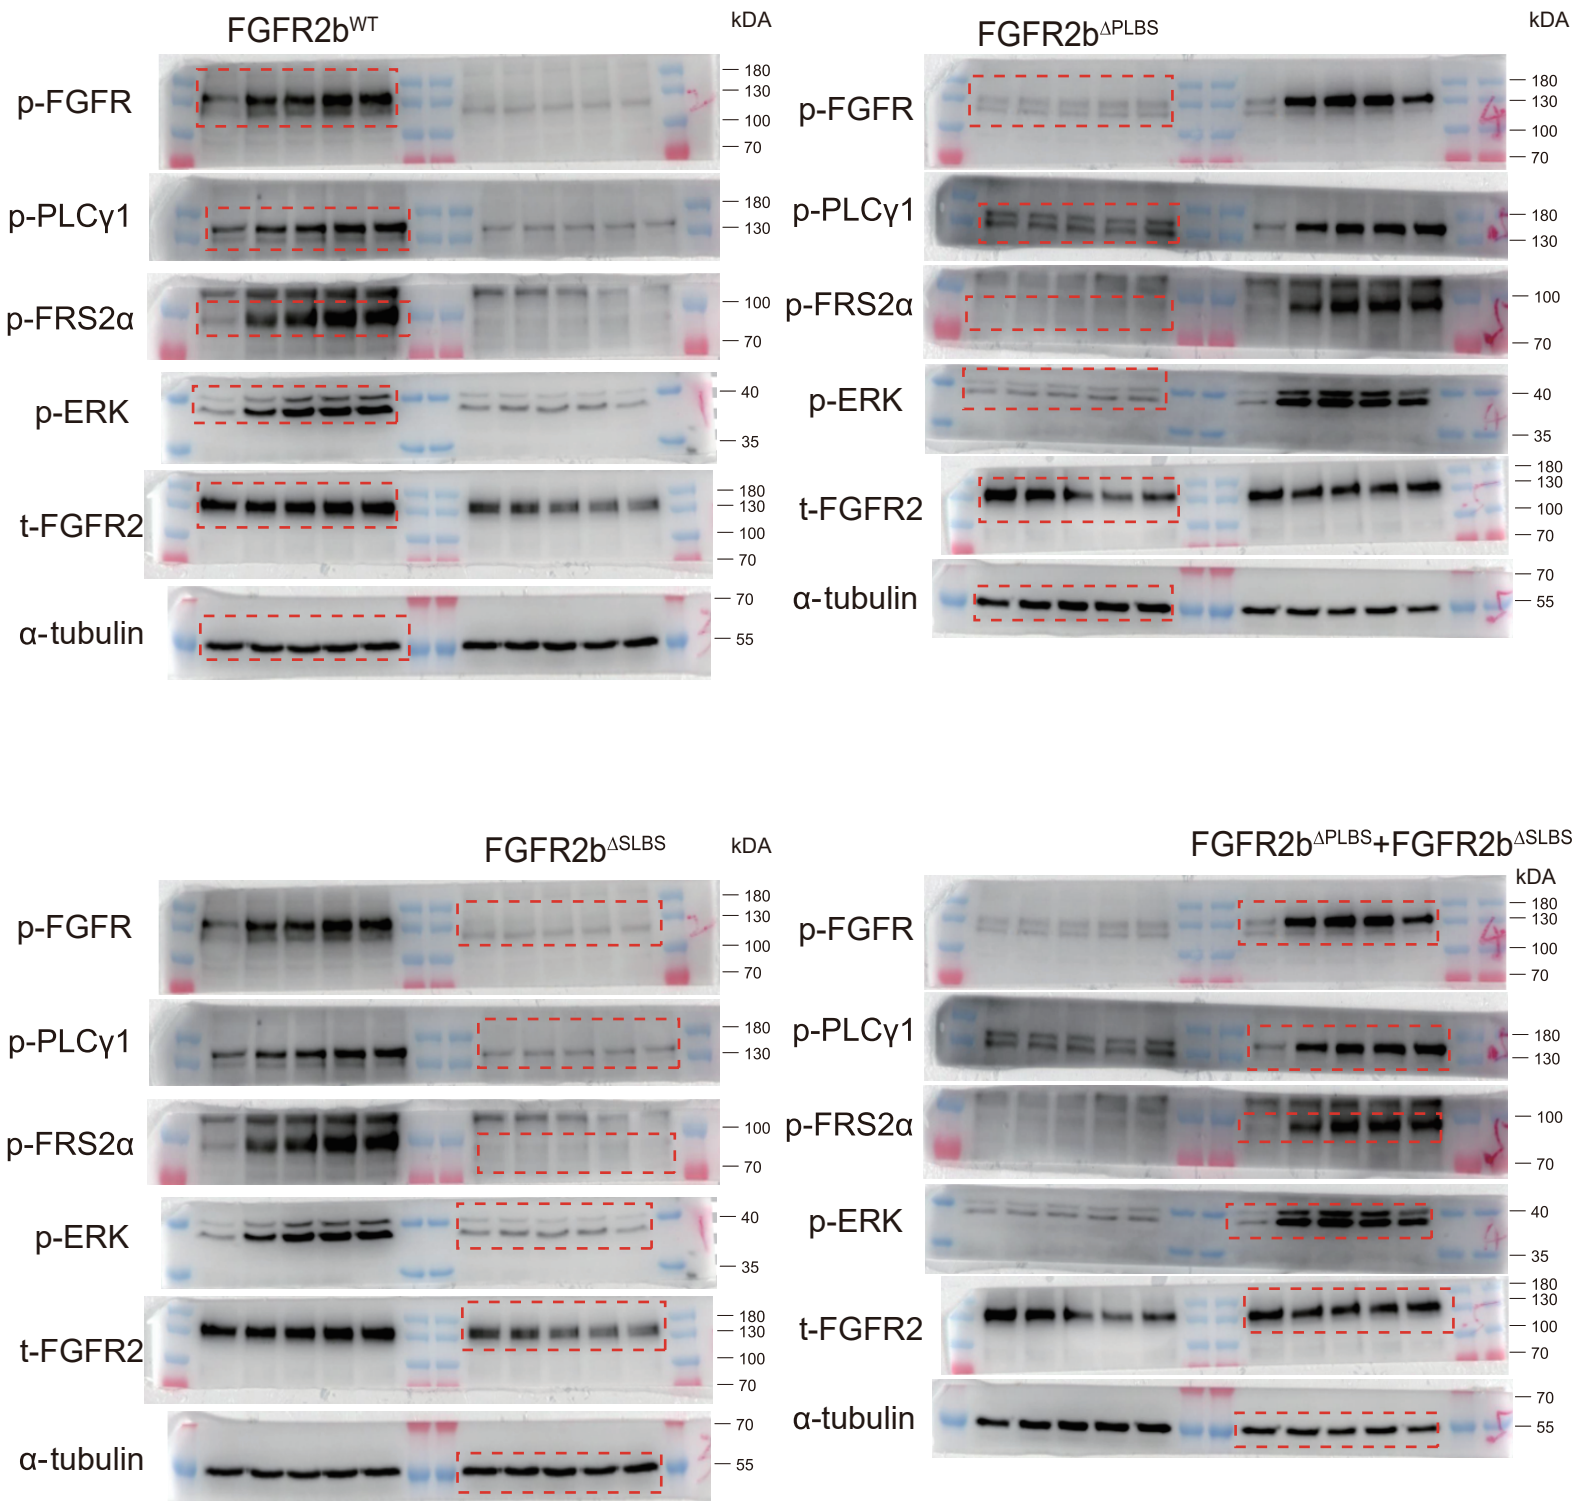 FGFR2bWT
kDA
p-FGFR
180
130
100
70
p-PLCγ1
180
130
p-FRS2α
100
70
p-ERK
40
35
t-FGFR2
180
130
100
70
α-tubulin
70
55
FGFR2bΔPLBS
kDA
p-FGFR
180
130
100
70
p-PLCγ1
180
130
p-FRS2α
100
70
p-ERK
40
35
t-FGFR2
180
130
100
70
α-tubulin
70
55
FGFR2bΔSLBS
kDA
p-FGFR
180
130
100
70
p-PLCγ1
180
130
p-FRS2α
100
70
p-ERK
40
35
t-FGFR2
180
130
100
70
α-tubulin
70
55
FGFR2bΔPLBS+FGFR2bΔSLBS
kDA
p-FGFR
180
130
100
70
p-PLCγ1
180
130
p-FRS2α
100
70
p-ERK
40
35
t-FGFR2
180
130
100
70
α-tubulin
70
55